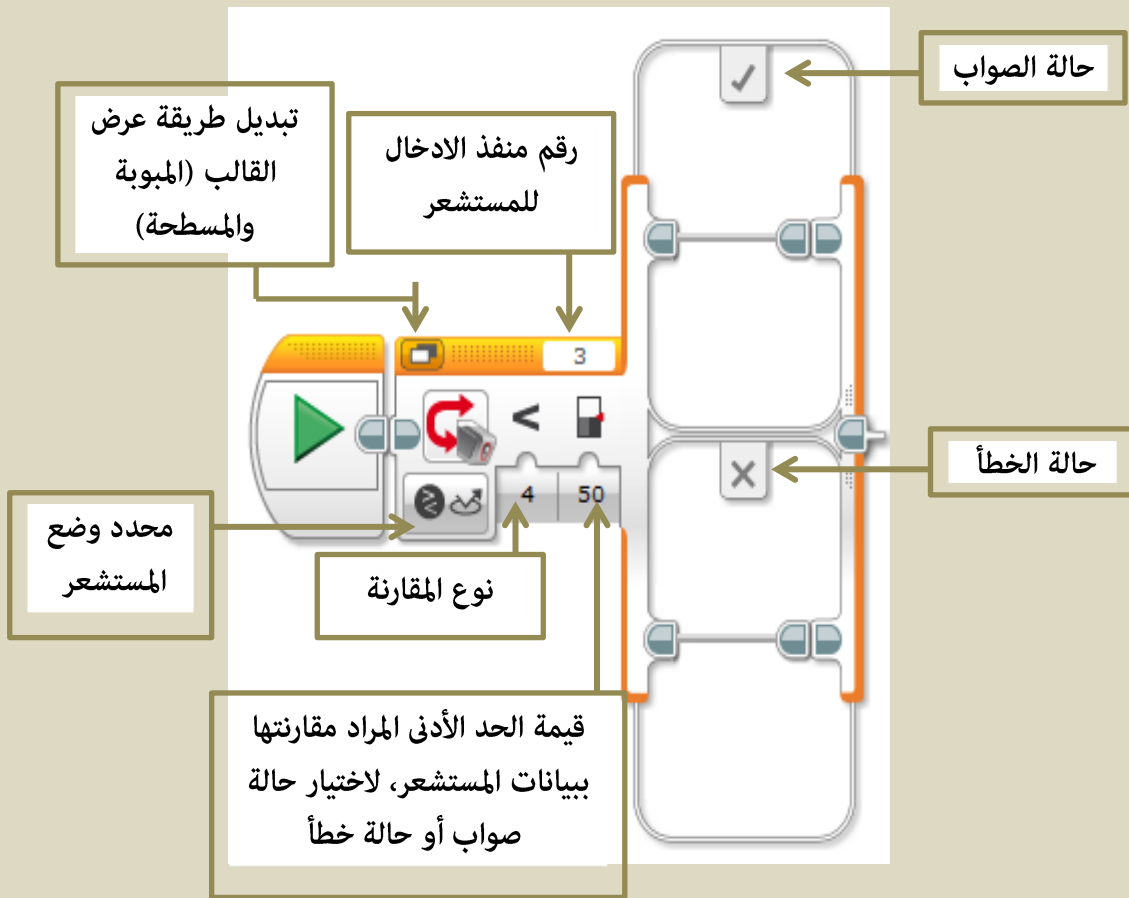 حالة الصواب
تبديل طريقة عرض
القالب (المبوبة
والمسطحة)
رقم منفذ الادخال
للمستشعر
3
4
50
حالة الخطأ
محدد وضع
المستشعر
نوع المقارنة
قيمة الحد الأدنى المراد مقارنتها
ببيانات المستشعر، لاختيار حالة
صواب أو حالة خطأ